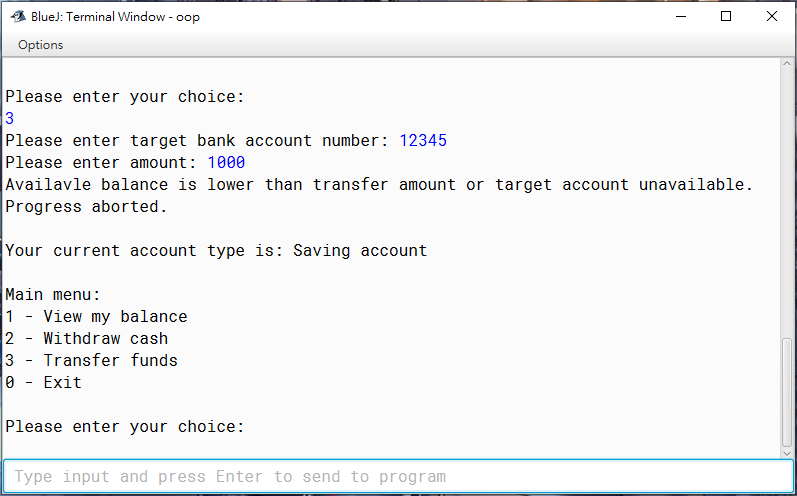 BlueJ: Terminal Window - oop
Options
Please enter your choice:
3
Please enter target bank account number: 12345
Please enter amount: 1000
Availavle balance is lower than transfer amount or target account unavailable.
Progress aborted.
Your current account type is: Saving account
Main menu:
1 - View my balance
2 - Withdraw cash
3 - Transfer funds
0 - Exit
Please enter your choice:
Type input and press Enter to send to program